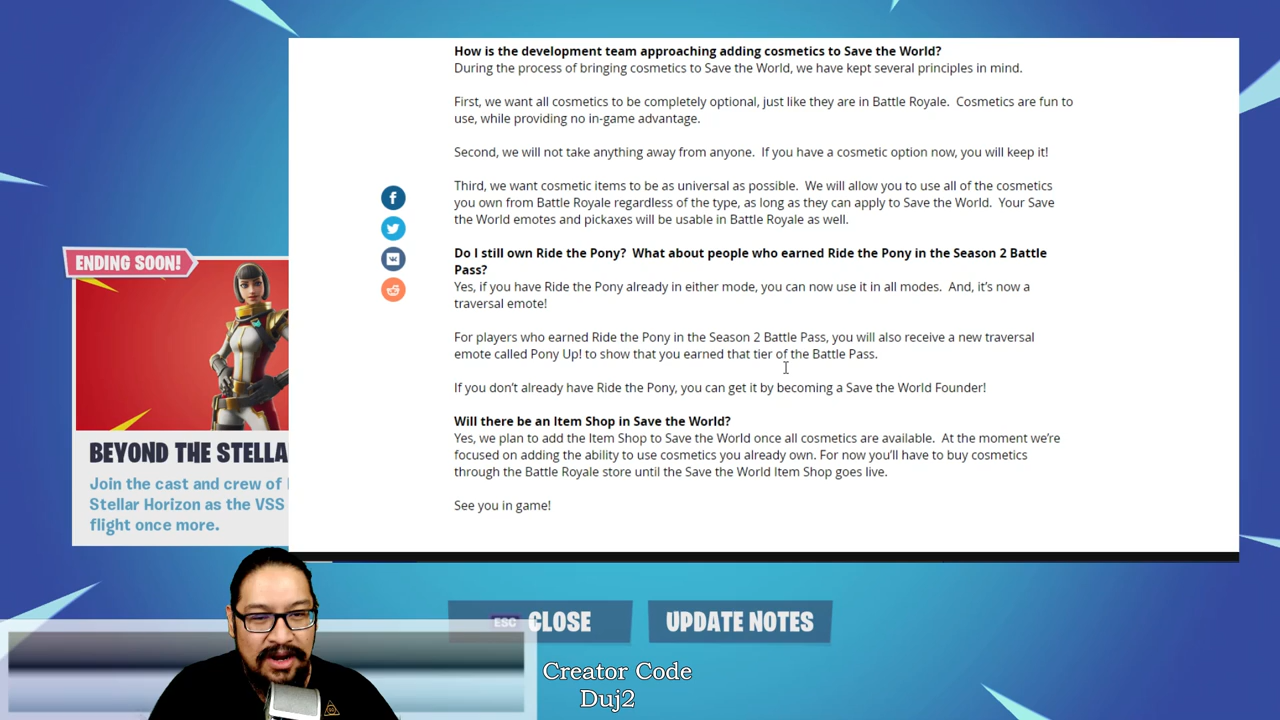 How is the development team approaching adding cosmetics to Save the World?
During the process of bringing cosmetics to Save the World, we have kept several principles in mind.
First, we want all cosmetics to be completely optional, just like they are in Battle Royale.  Cosmetics are fun to
use, while providing no in-game advantage.
Second, we will not take anything away from anyone.  If you have a cosmetic option now, you will keep it!
Third, we want cosmetic items to be as universal as possible.  We will allow you to use all of the cosmetics
you own from Battle Royale regardless of the type, as long as they can apply to Save the World.  Your Save
the World emotes and pickaxes will be usable in Battle Royale as well.
Do I still own Ride the Pony?  What about people who earned Ride the Pony in the Season 2 Battle
Pass?
Yes, if you have Ride the Pony already in either mode, you can now use it in all modes.  And, it's now a
traversal emote!
For players who earned Ride the Pony in the Season 2 Battle Pass, you will also receive a new traversal
emote called Pony Up! to show that you earned that tier of the Battle Pass.
If you don't already have Ride the Pony, you can get it by becoming a Save the World Founder!
Will there be an Item Shop in Save the World?
Yes, we plan to add the Item Shop to Save the World once all cosmetics are available.  At the moment we're
focused on adding the ability to use cosmetics you already own. For now you'll have to buy cosmetics
through the Battle Royale store until the Save the World Item Shop goes live.
See you in game!
ENDING SOON!
BEYOND THE STELLA
Join the cast and crew of
Stellar Horizon as the VSS
flight once more.
ESC CLOSE
UPDATE NOTES
Creator Code
Duj2